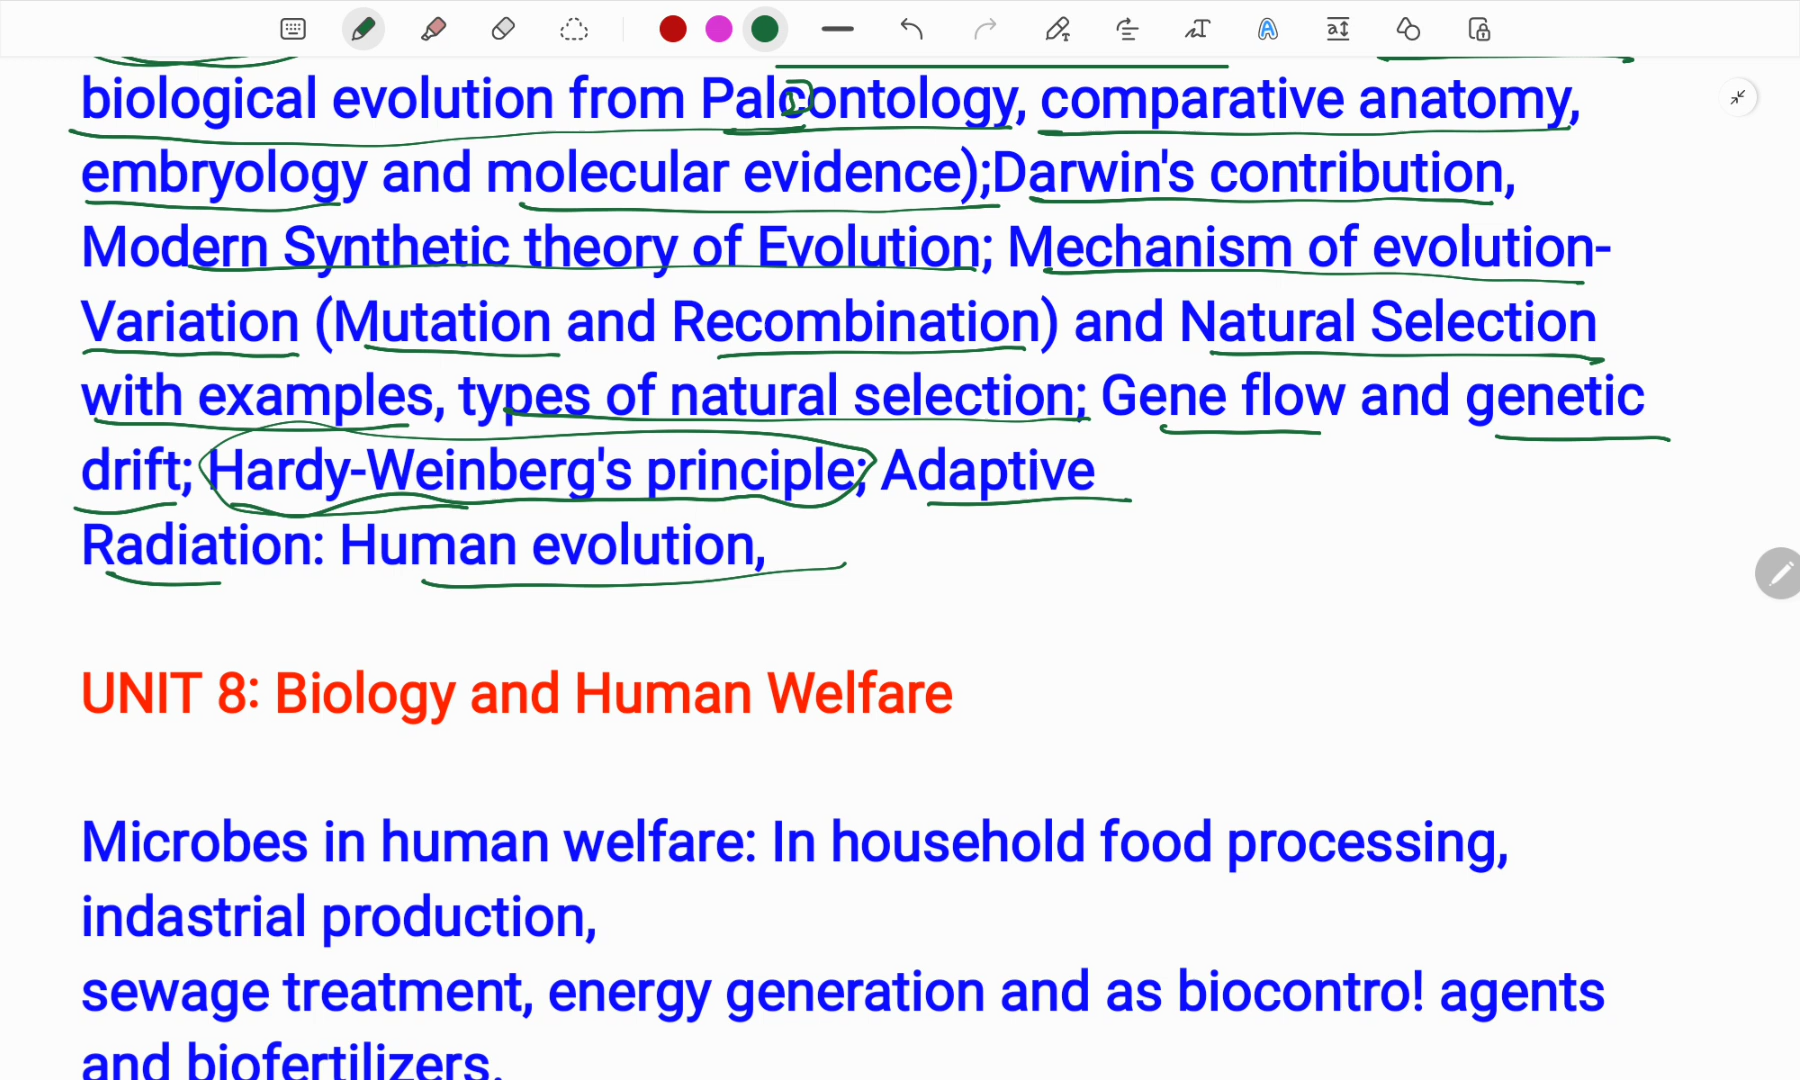 biological evolution from Palcontology, comparative anatomy,
embryology and molecular evidence);Darwin's contribution,
Modern Synthetic theory of Evolution; Mechanism of evolution-
Variation (Mutation and Recombination) and Natural Selection
with examples, types of natural selection; Gene flow and genetic
drift; Hardy-Weinberg's principle; Adaptive
Radiation: Human evolution,
UNIT 8: Biology and Human Welfare
Microbes in human welfare: In household food processing,
indastrial production,
sewage treatment, energy generation and as biocontro! agents
and biofertilizers.